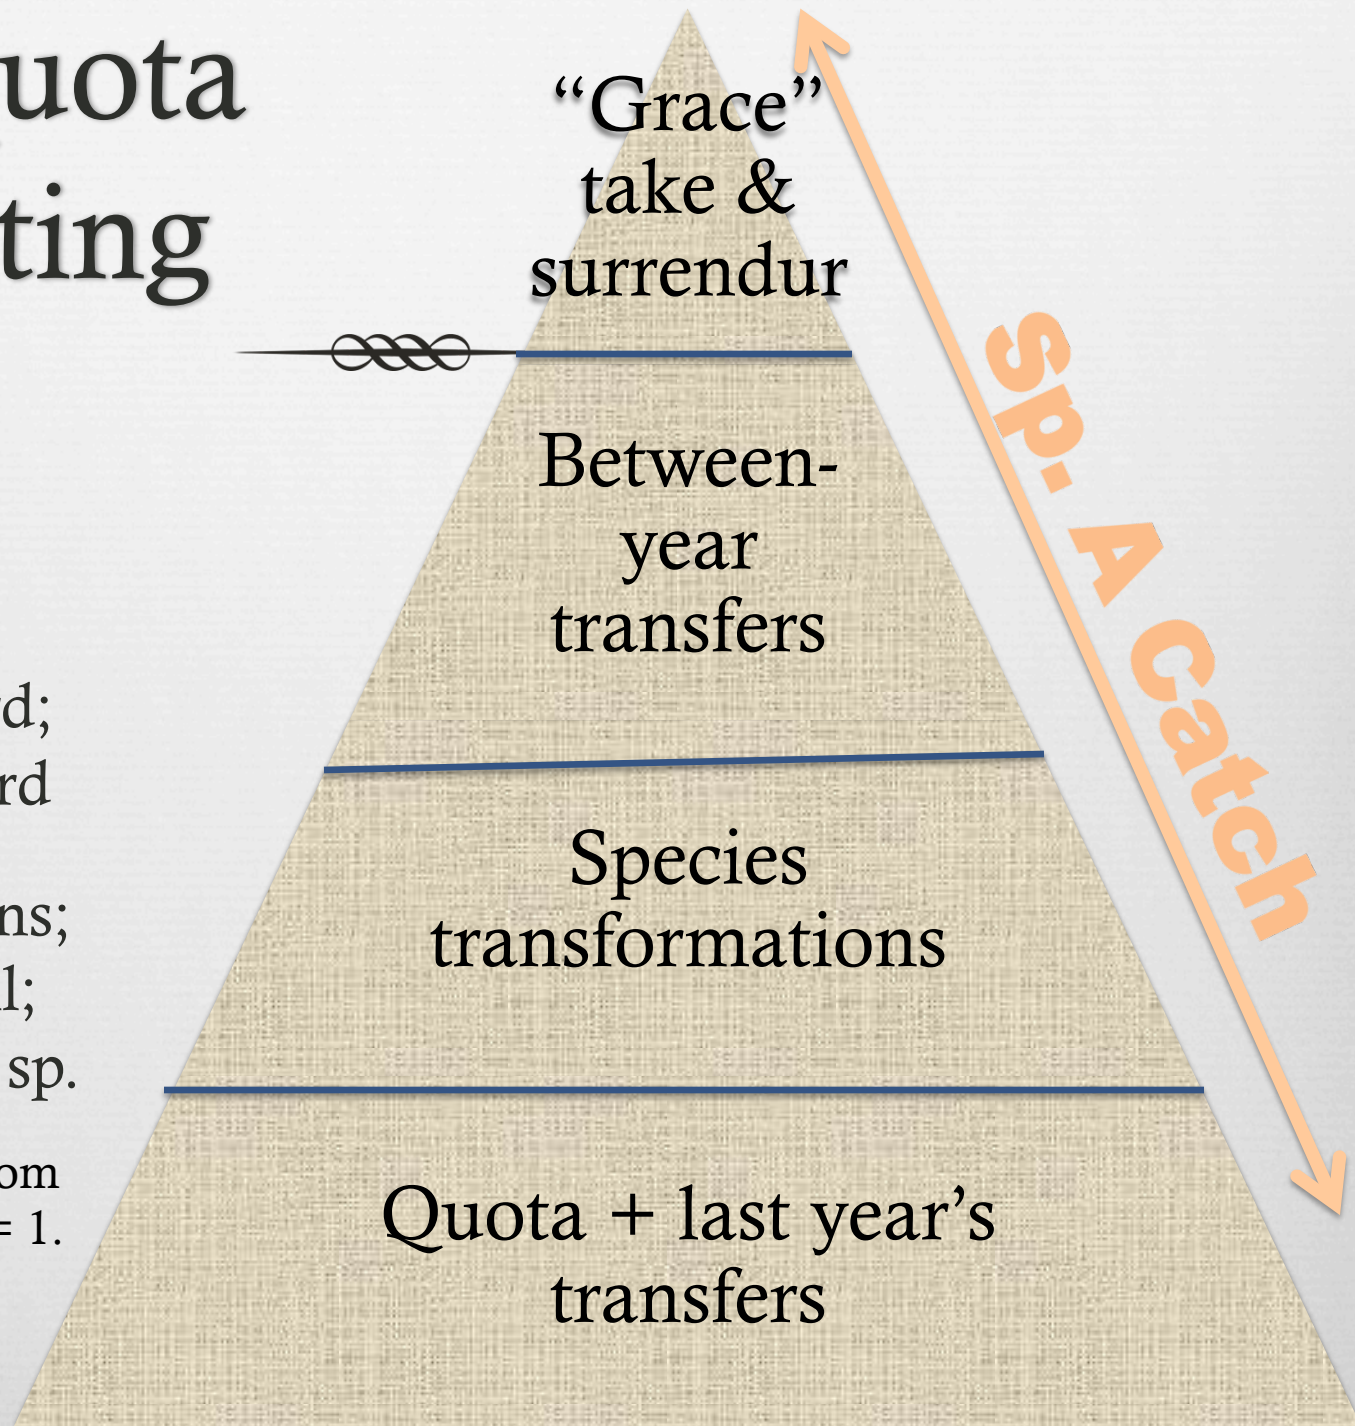 uota
ting
“Grace”
take &
surrendur
Between-
year
transfers
Species
transformations
Quota + last year’s
transfers
Sp. A Catch
d;
rd
ns;
l;
sp.
om
= 1.